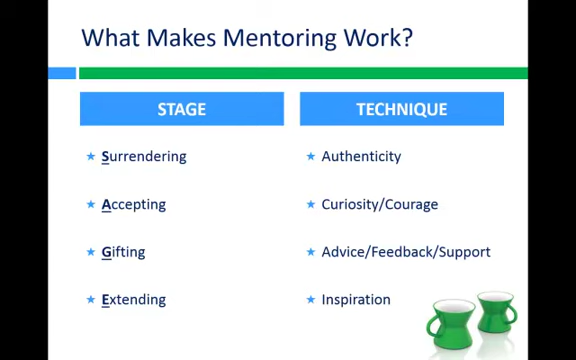 What Makes Mentoring Work?
STAGE TECHNIQUE
Surrendering Authenticity
Accepting Curiosity/Courage
Gifting Advice/Feedback/Support
Extending Inspiration